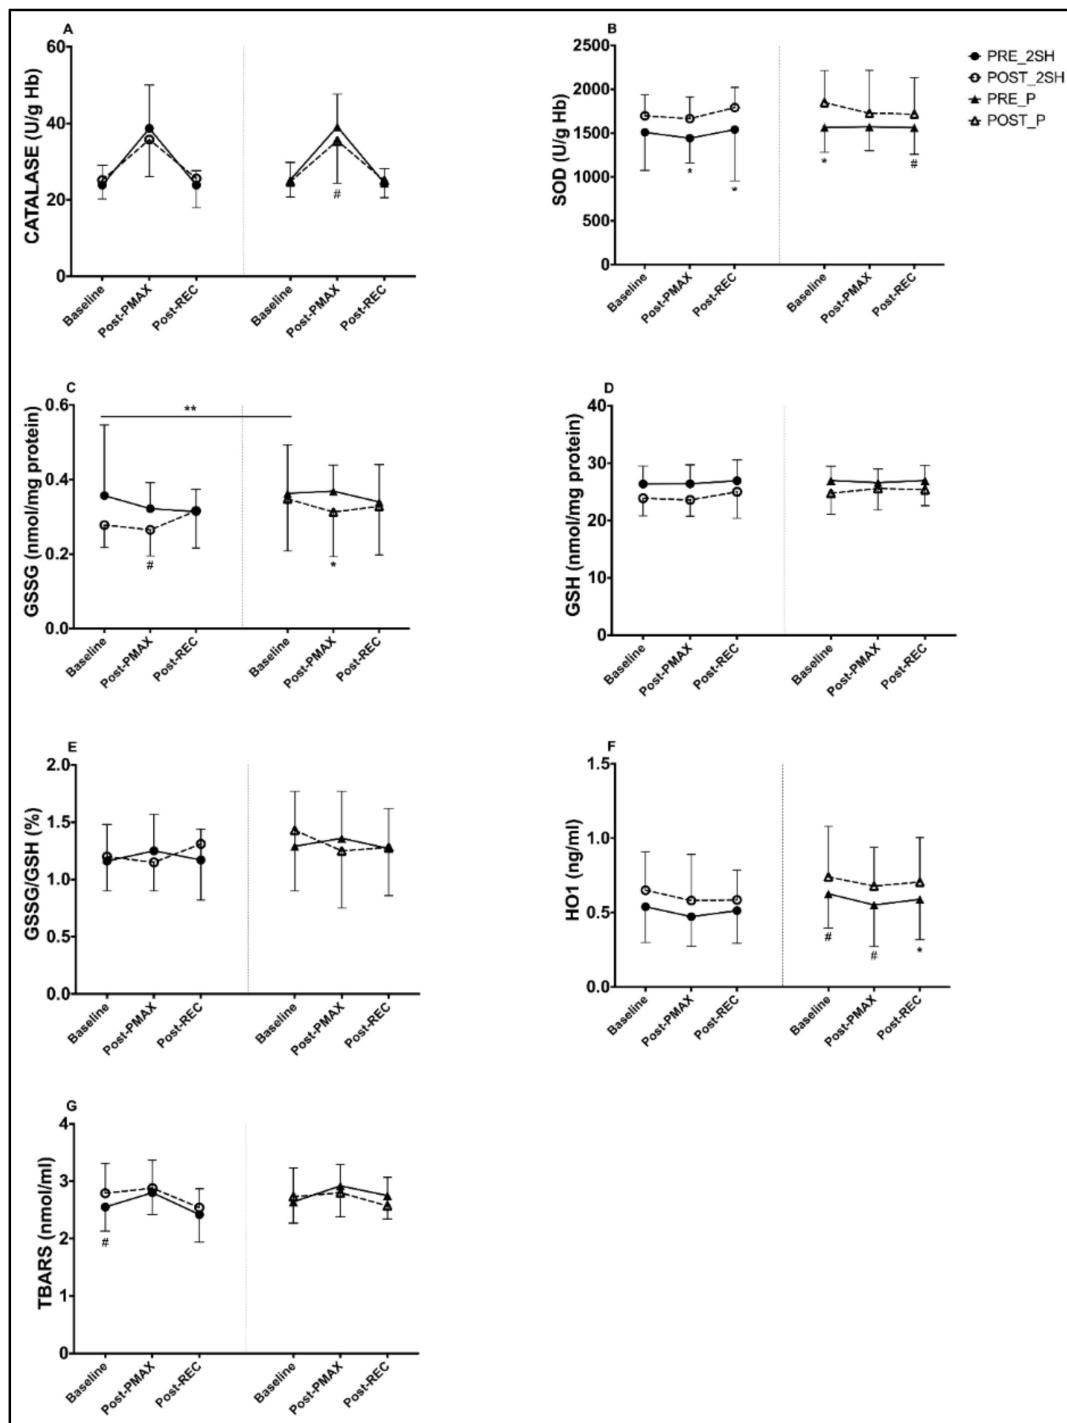 A
CATALASE (U/g Hb)
60
40
20
0
#
Baseline
Post-PMAX
Post-REC
Baseline
Post-PMAX
Post-REC
B
SOD (U/g Hb)
2500
2000
1500
1000
500
0
*
*
*
#
Baseline
Post-PMAX
Post-REC
Baseline
Post-PMAX
Post-REC
PRE_2SH
POST_2SH
PRE_P
POST_P
C
GSSG (nmol/mg protein)
0.6
0.4
0.2
0.0
**
#
*
Baseline
Post-PMAX
Post-REC
Baseline
Post-PMAX
Post-REC
D
GSH (nmol/mg protein)
40
30
20
10
0
Baseline
Post-PMAX
Post-REC
Baseline
Post-PMAX
Post-REC
E
GSSG/GSH (%)
2.0
1.5
1.0
0.5
0.0
Baseline
Post-PMAX
Post-REC
Baseline
Post-PMAX
Post-REC
F
HO1 (ng/ml)
1.5
1.0
0.5
0.0
#
#
*
Baseline
Post-PMAX
Post-REC
Baseline
Post-PMAX
Post-REC
G
TBARS (nmol/ml)
4
3
2
1
0
#
Baseline
Post-PMAX
Post-REC
Baseline
Post-PMAX
Post-REC